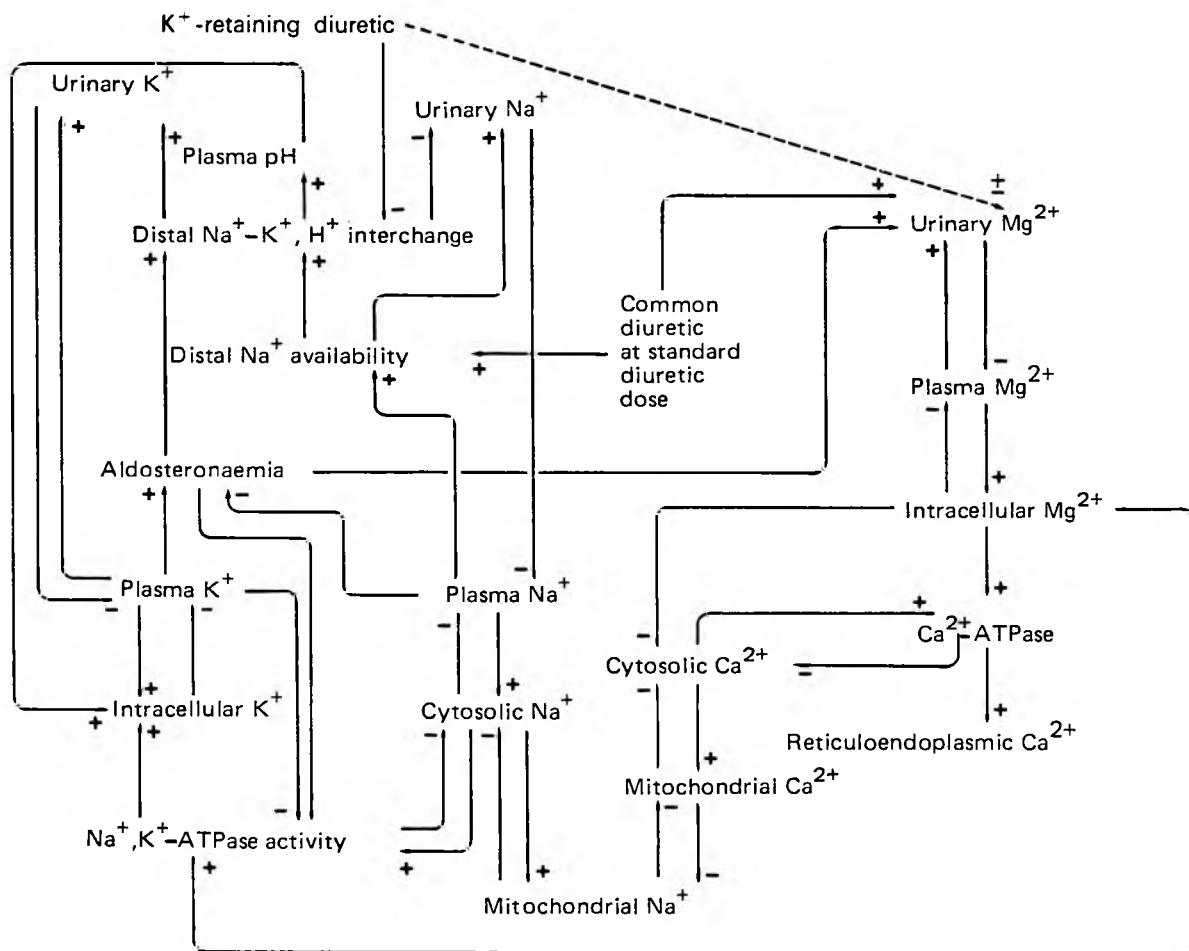 K⁺-retaining diuretic
Urinary K⁺
Urinary Na⁺
Plasma pH
Distal Na⁺–K⁺, H⁺ interchange
Urinary Mg²⁺
Common
diuretic
at standard
diuretic
dose
Distal Na⁺ availability
Plasma Mg²⁺
Aldosteronaemia
Intracellular Mg²⁺
Plasma K⁺
Plasma Na⁺
Ca²⁺–ATPase
Cytosolic Ca²⁺
Intracellular K⁺
Cytosolic Na⁺
Reticuloendoplasmic Ca²⁺
Mitochondrial Ca²⁺
Na⁺,K⁺–ATPase activity
Mitochondrial Na⁺